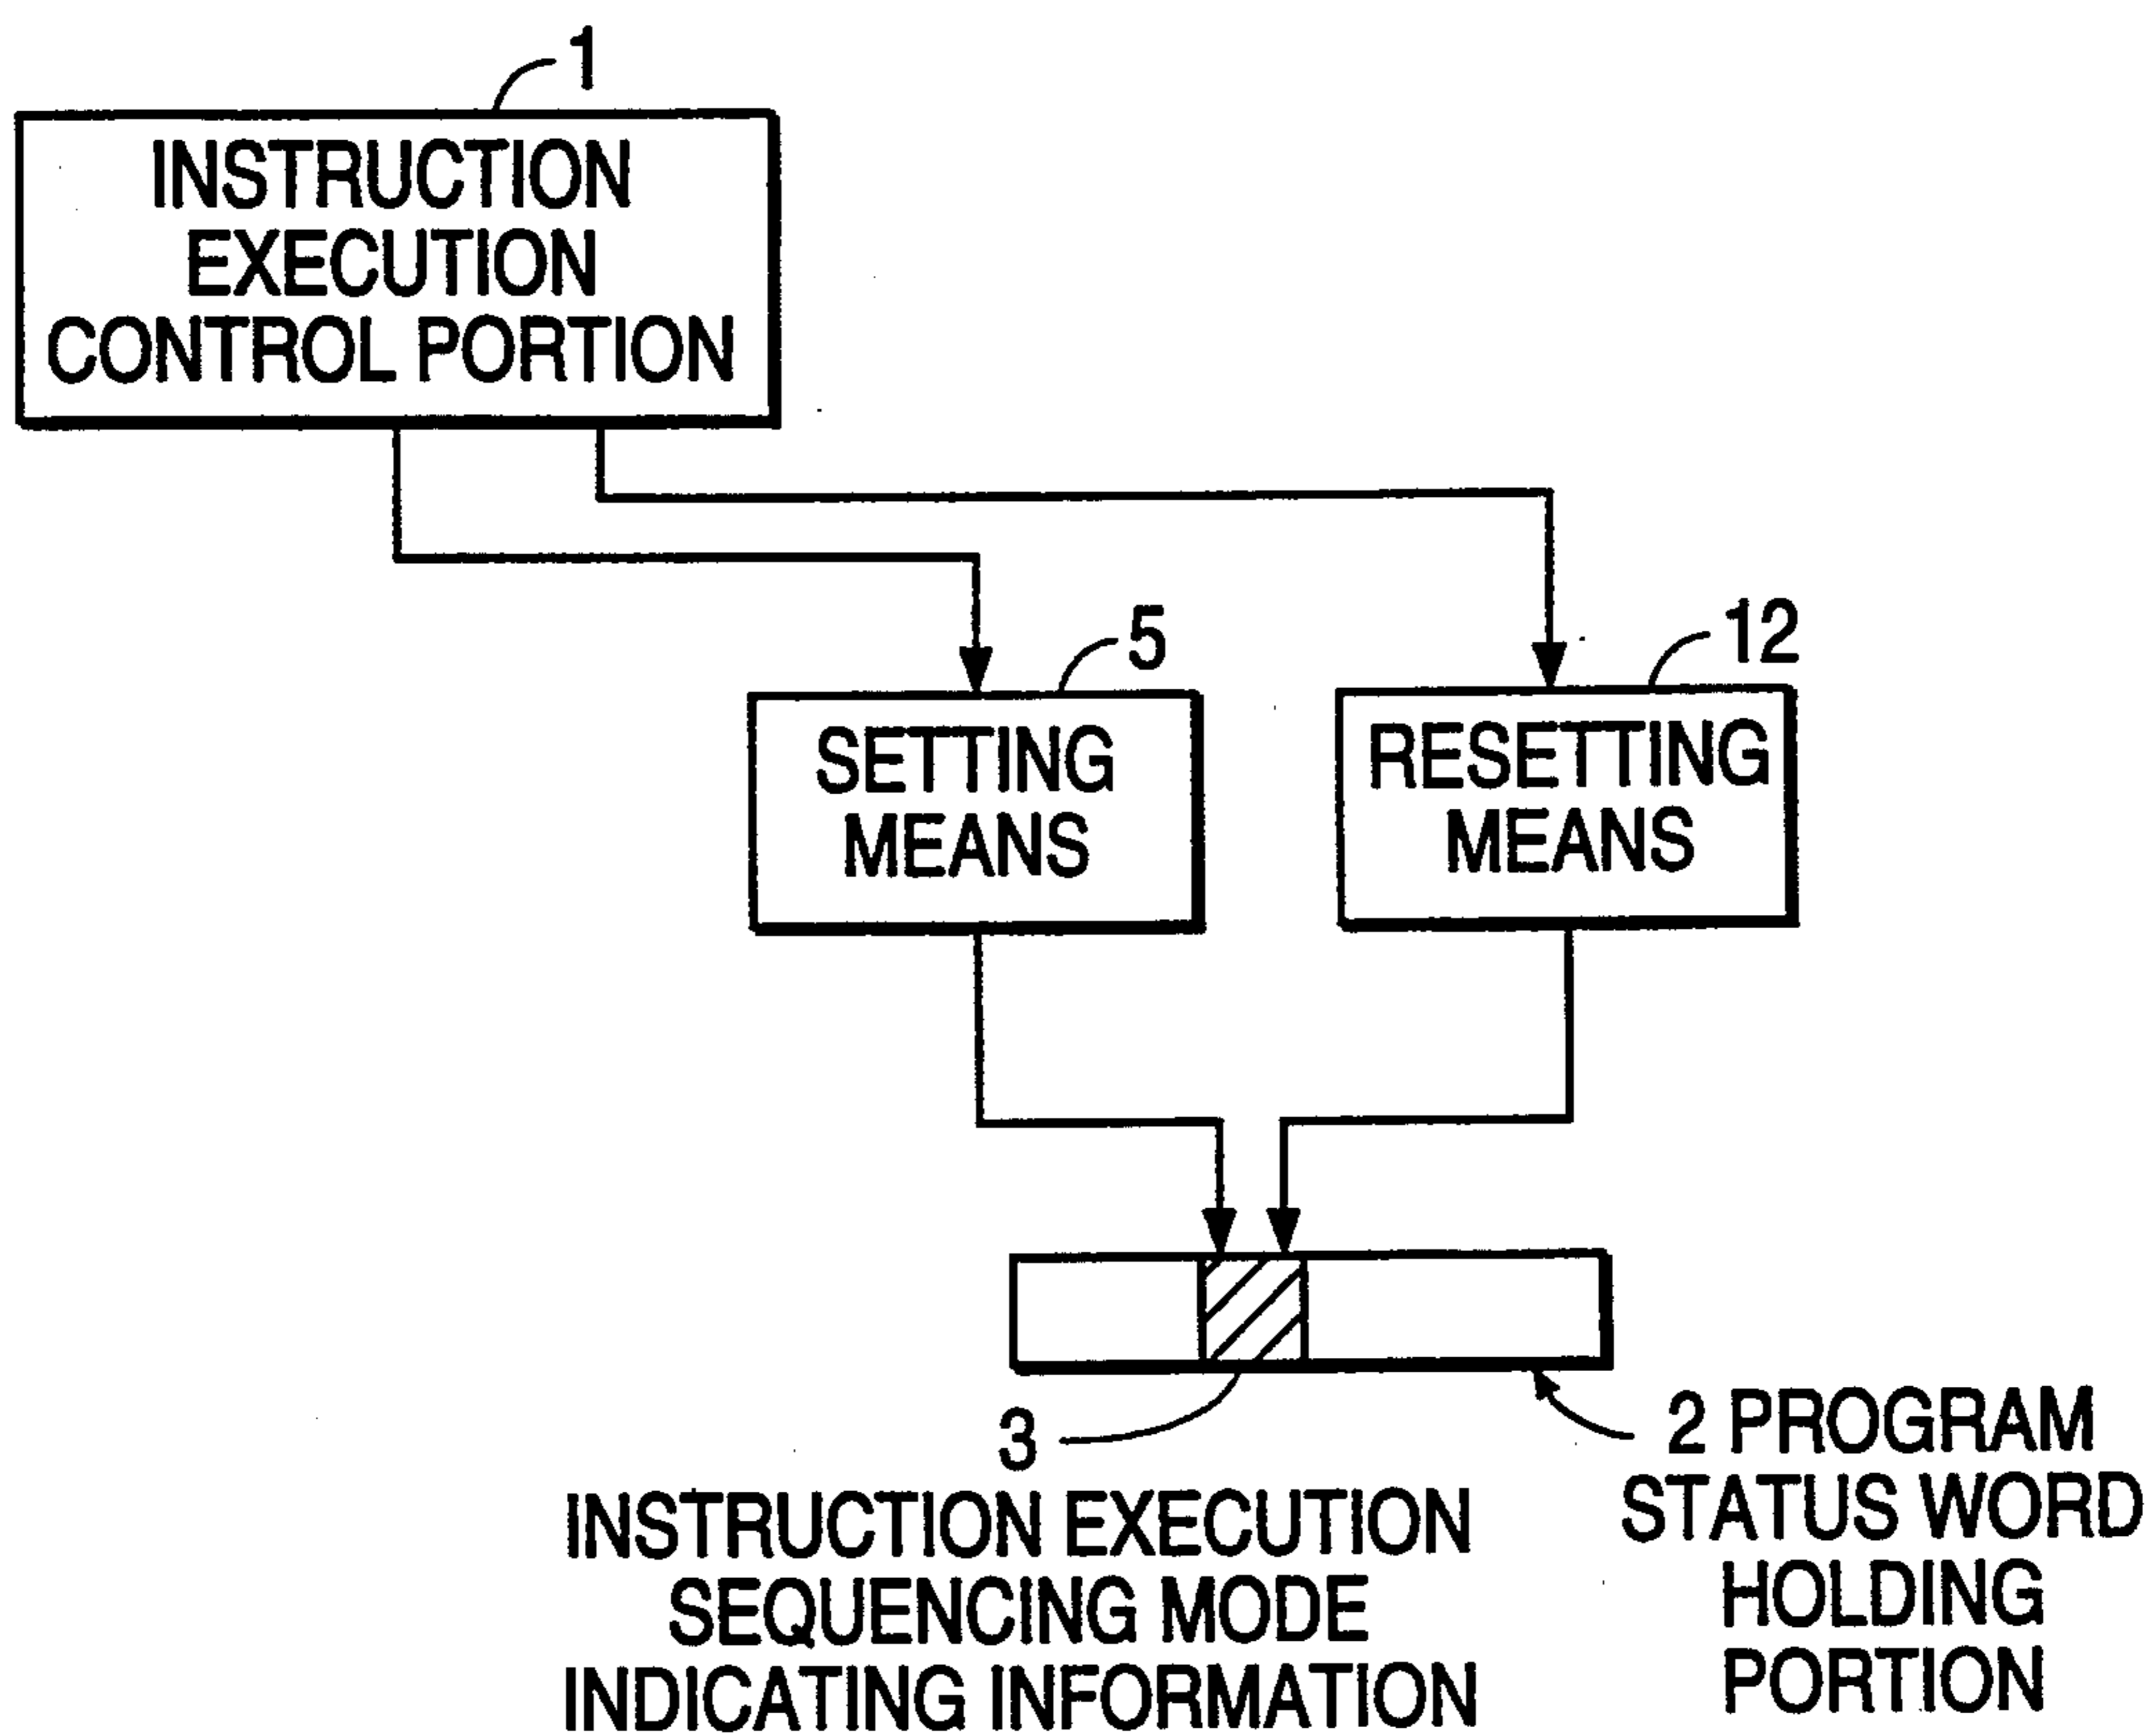 1
INSTRUCTION
EXECUTION
CONTROL PORTION
5
12
SETTING
MEANS
RESETTING
MEANS
3
INSTRUCTION EXECUTION
SEQUENCING MODE
INDICATING INFORMATION
2 PROGRAM
STATUS WORD
HOLDING
PORTION